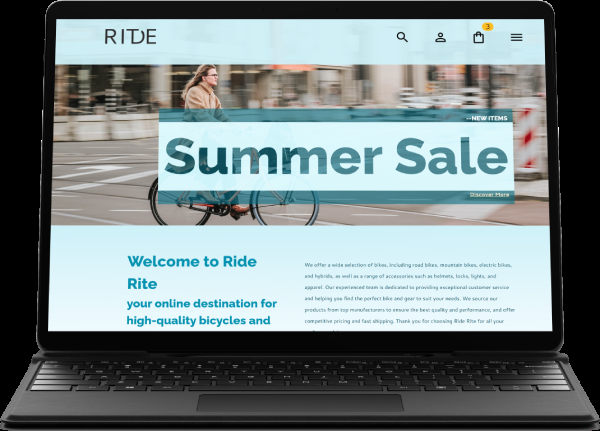 RIDE
3
--NEW ITEMS
Summer Sale
Discover More
Welcome to Ride
Rite
your online destination for
high-quality bicycles and
We offer a wide selection of bikes, including road bikes, mountain bikes, electric bikes,
and hybrids, as well as a range of accessories such as helmets, locks, lights, and
apparel. Our experienced team is dedicated to providing exceptional customer service
and helping you find the perfect bike and gear to suit your needs. We source our
products from top manufacturers to ensure the best quality and performance, and offer
competitive pricing and fast shipping. Thank you for choosing Ride Rite for all your